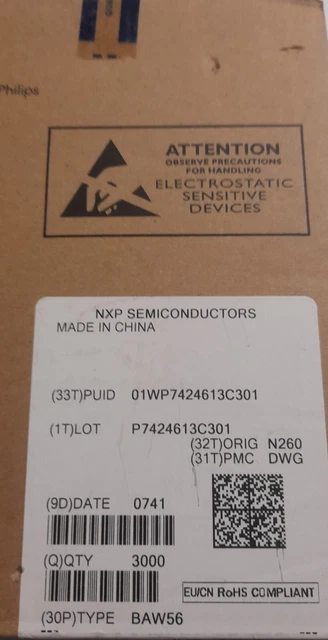 Philips
ATTENTION
OBSERVE PRECAUTIONS
FOR HANDLING
ELECTROSTATIC
SENSITIVE
DEVICES
NXP SEMICONDUCTORS
MADE IN CHINA
(33T)PUID 01WP7424613C301
(1T)LOT P7424613C301
(32T)ORIG N260
(31T)PMC DWG
(9D)DATE 0741
(Q)QTY 3000
EU/CN RoHS COMPLIANT
(30P)TYPE BAW56